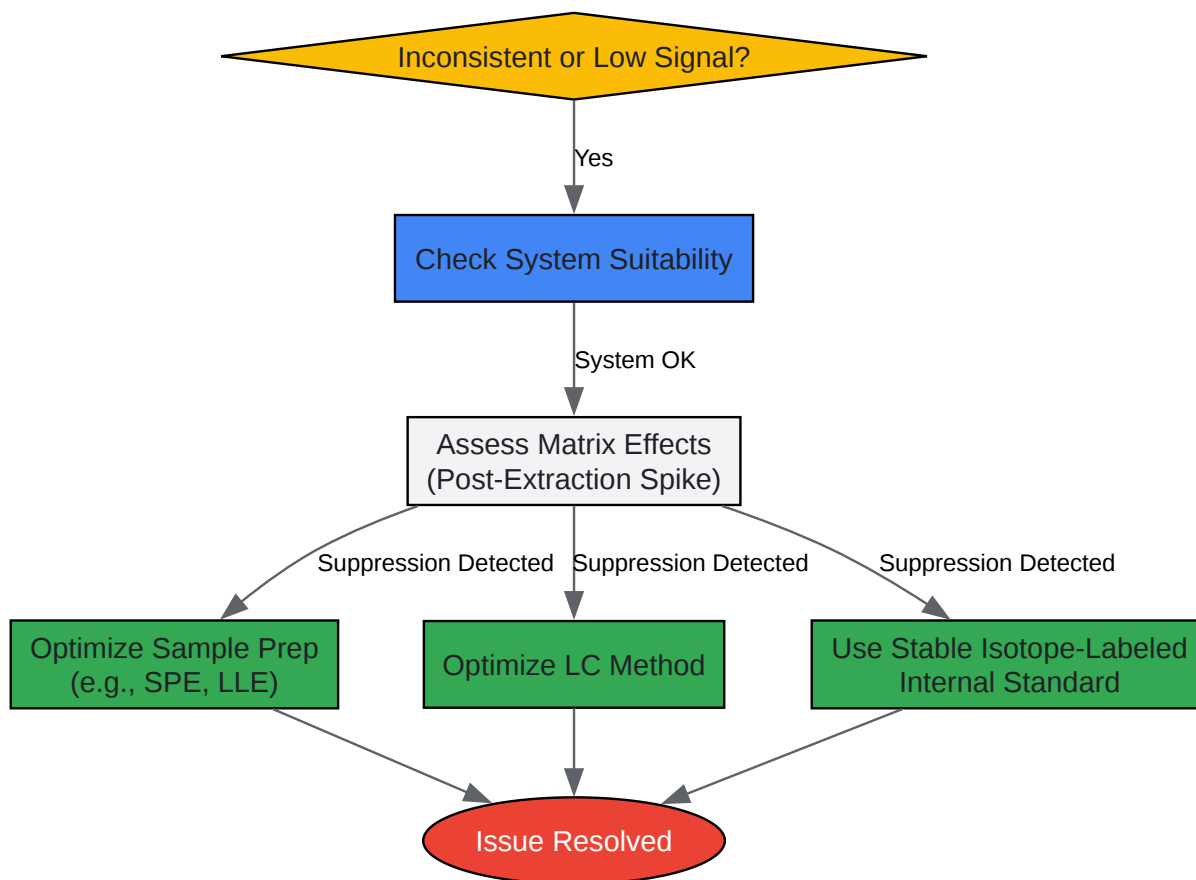 Inconsistent or Low Signal?
Yes
Check System Suitability
System OK
Assess Matrix Effects
(Post-Extraction Spike)
Suppression Detected
Suppression Detected
Suppression Detected
Optimize Sample Prep
(e.g., SPE, LLE)
Optimize LC Method
Use Stable Isotope-Labeled
Internal Standard
Issue Resolved